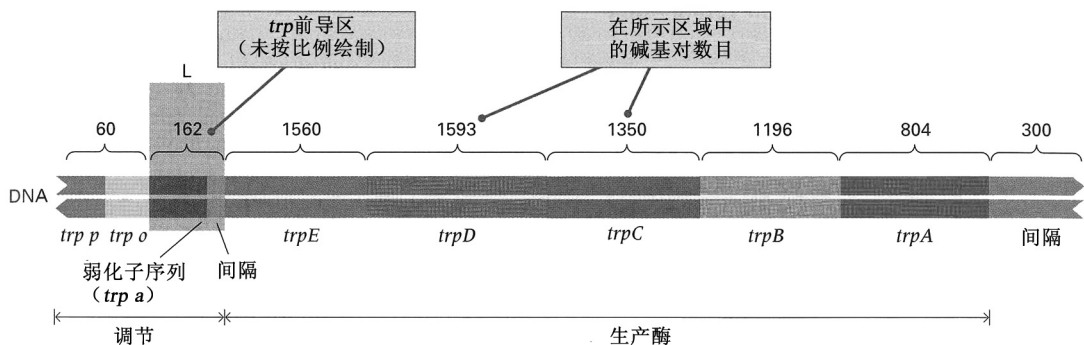 trp前导区
（未按比例绘制）
在所示区域中
的碱基对数目
L
60 162 1560 1593 1350 1196 804 300
DNA
trp p trp o trpE trpD trpC trpB trpA 间隔
弱化子序列 间隔
（trp a）
调节 生产酶